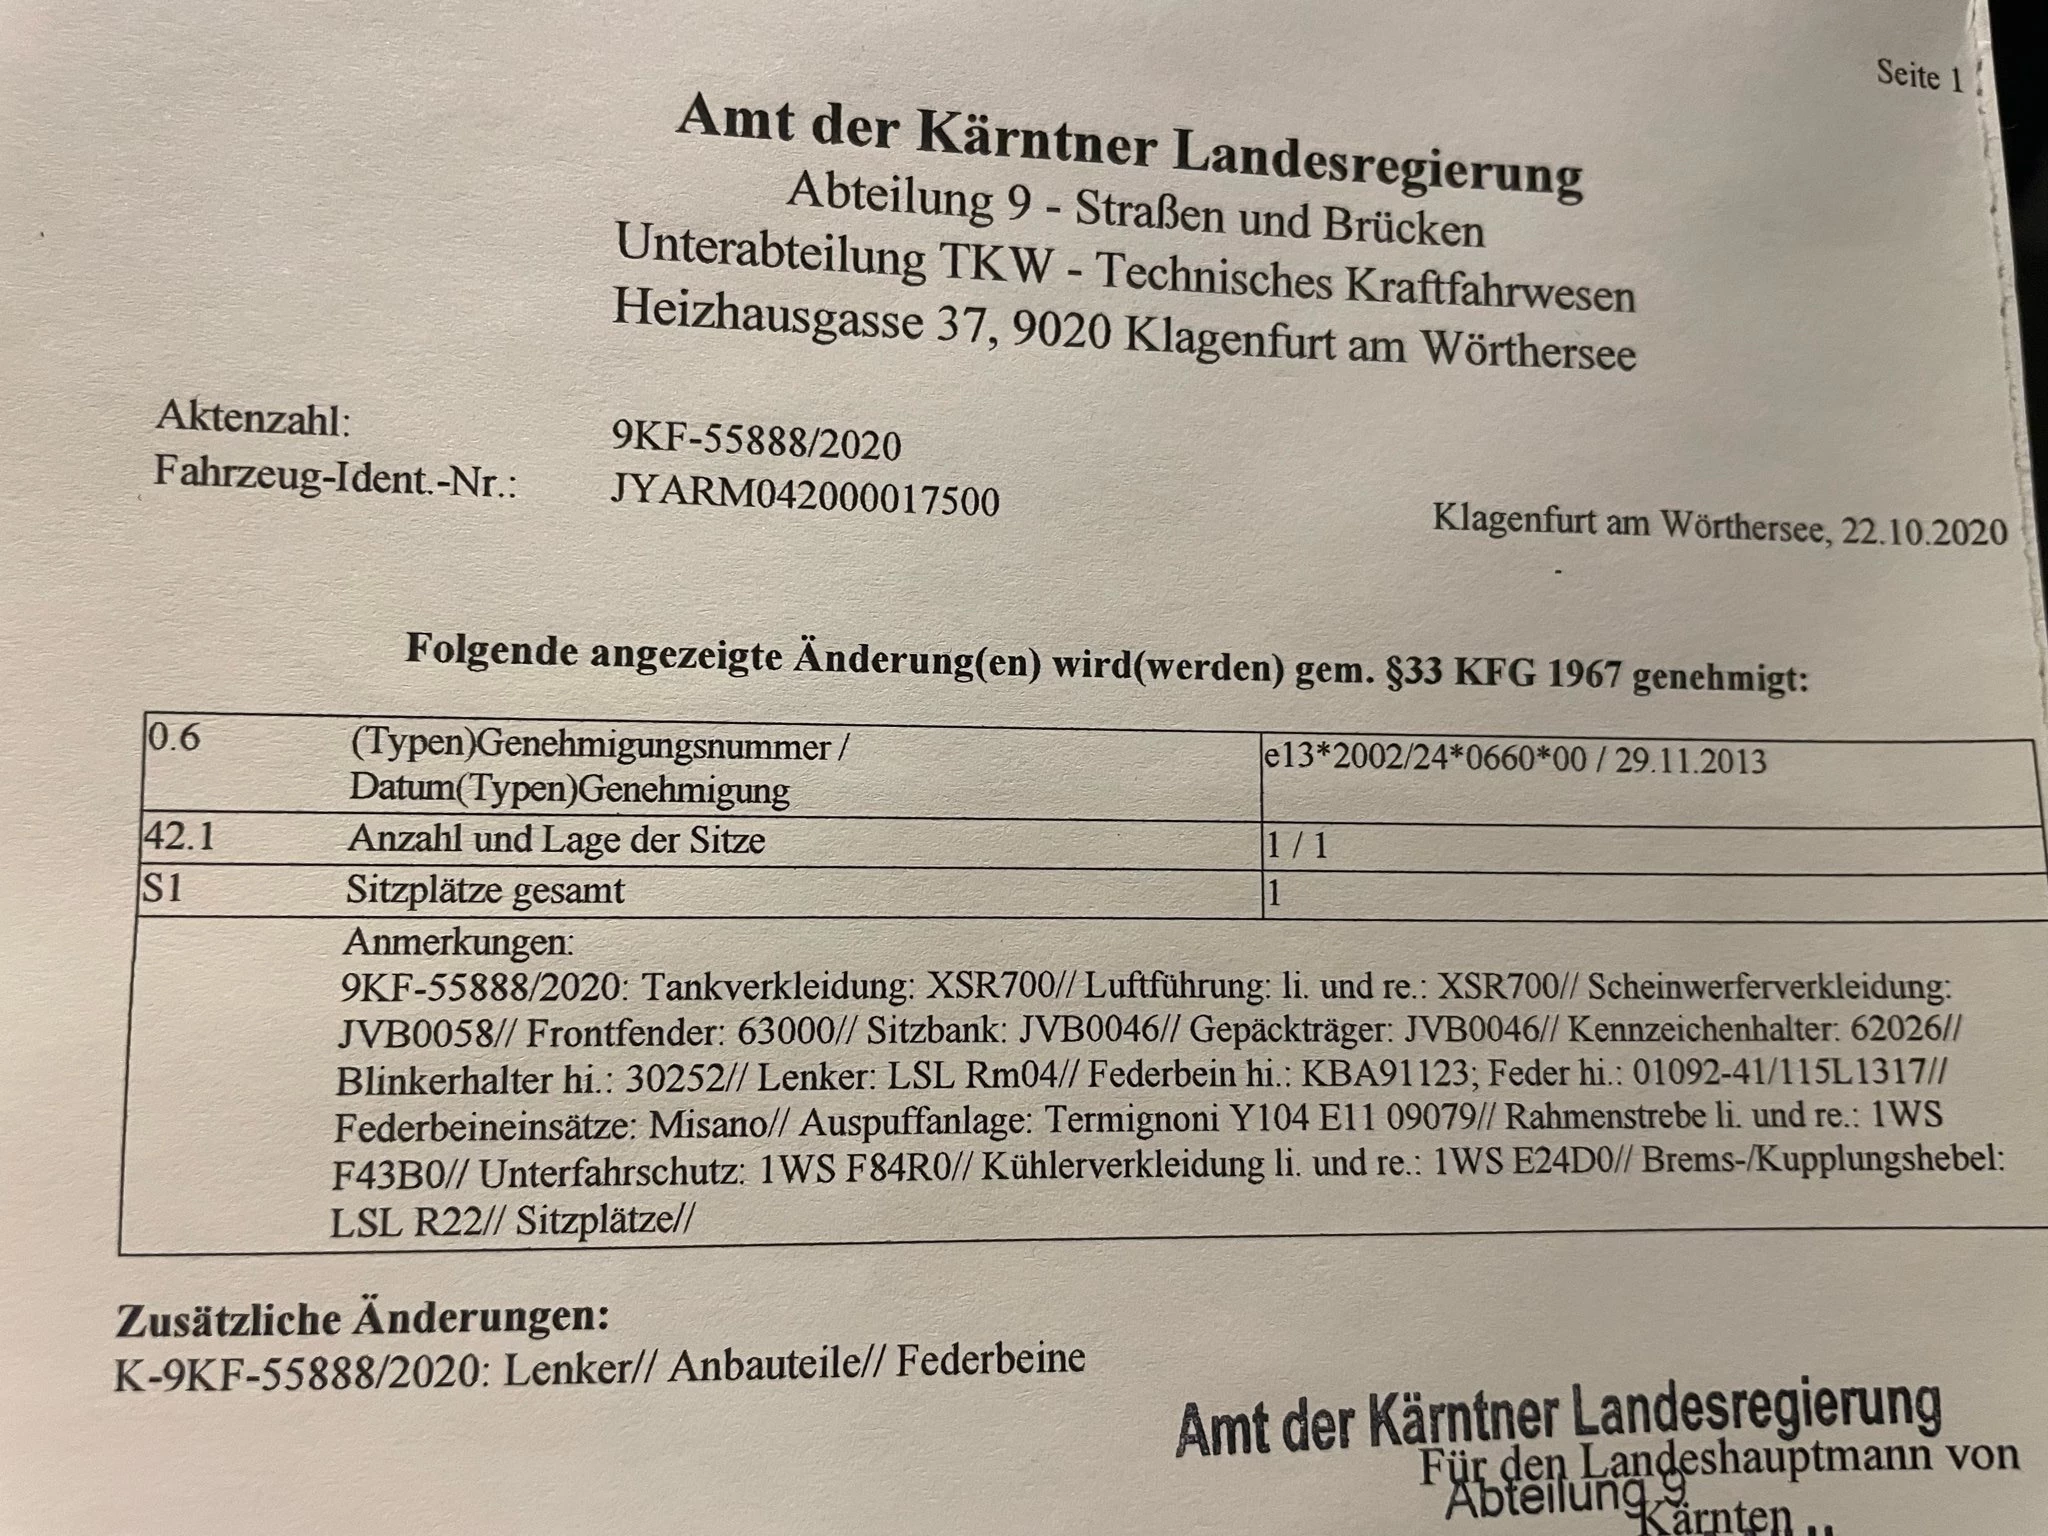 Seite 1
Amt der Kärntner Landesregierung
Abteilung 9 - Straßen und Brücken
Unterabteilung TKW - Technisches Kraftfahrwesen
Heizhausgasse 37, 9020 Klagenfurt am Wörthersee
Aktenzahl: 9KF-55888/2020
Fahrzeug-Ident.-Nr.: JYARM042000017500
Klagenfurt am Wörthersee, 22.10.2020
Folgende angezeigte Änderung(en) wird(werden) gem. §33 KFG 1967 genehmigt:
0.6 (Typen)Genehmigungsnummer / e13*2002/24*0660*00 / 29.11.2013
Datum(Typen)Genehmigung
42.1 Anzahl und Lage der Sitze 1 / 1
S1 Sitzplätze gesamt 1
Anmerkungen:
9KF-55888/2020: Tankverkleidung: XSR700// Luftführung: li. und re.: XSR700// Scheinwerferverkleidung:
JVB0058// Frontfender: 63000// Sitzbank: JVB0046// Gepäckträger: JVB0046// Kennzeichenhalter: 62026//
Blinkerhalter hi.: 30252// Lenker: LSL Rm04// Federbein hi.: KBA91123; Feder hi.: 01092-41/115L1317//
Federbeineinsätze: Misano// Auspuffanlage: Termignoni Y104 E11 09079// Rahmenstrebe li. und re.: 1WS
F43B0// Unterfahrschutz: 1WS F84R0// Kühlerverkleidung li. und re.: 1WS E24D0// Brems-/Kupplungshebel:
LSL R22// Sitzplätze//
Zusätzliche Änderungen:
K-9KF-55888/2020: Lenker// Anbauteile// Federbeine
Amt der Kärntner Landesregierung
Für den Landeshauptmann von
Abteilung 9
Kärnten